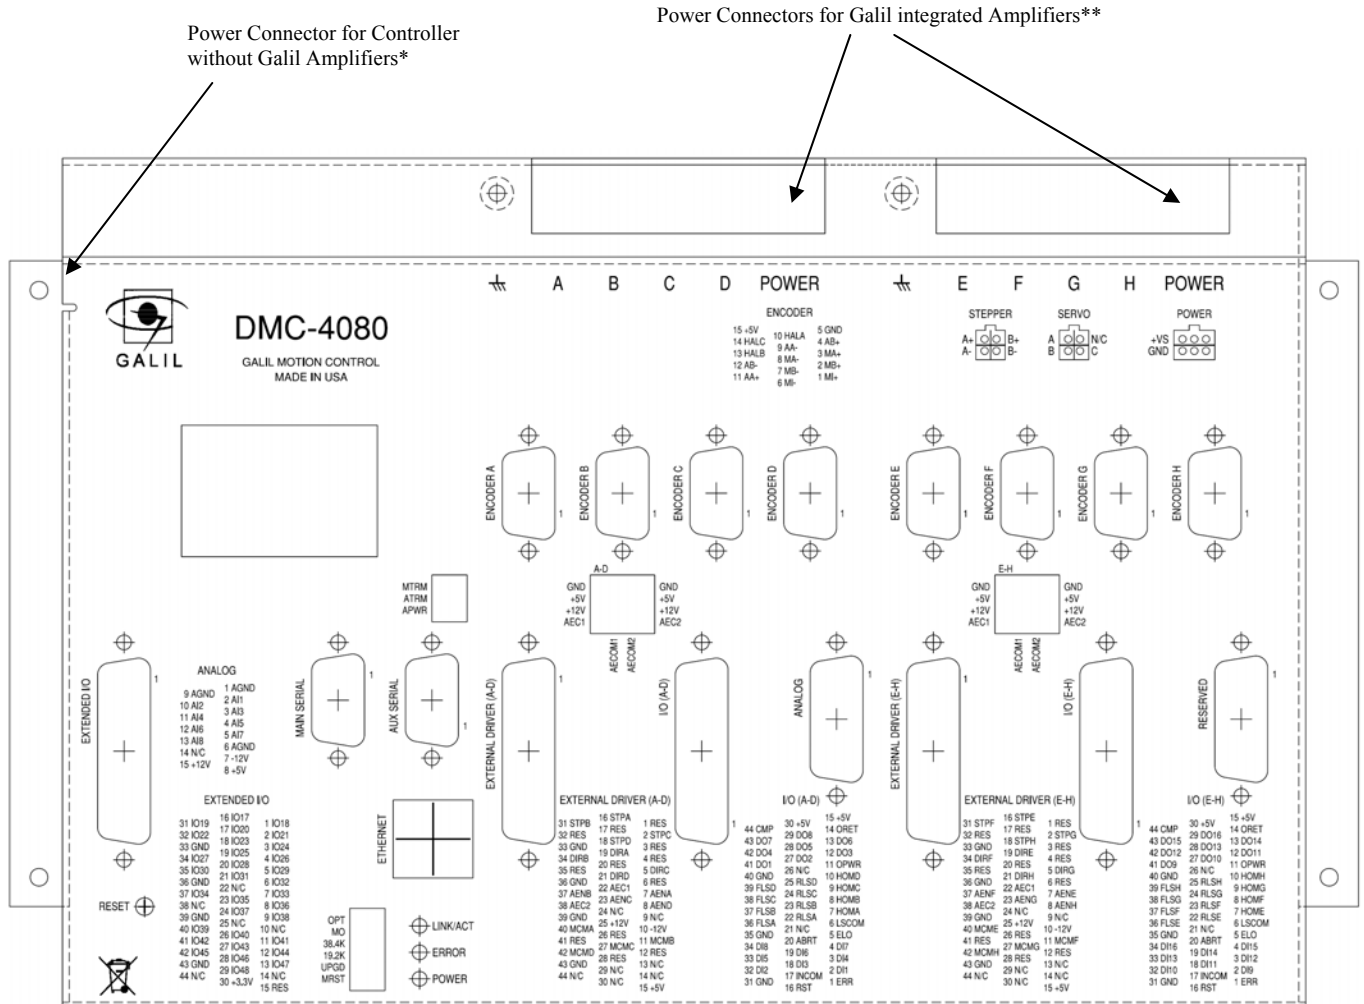 Power Connectors for Galil integrated Amplifiers**
Power Connector for Controller
without Galil Amplifiers*
A B C D POWER
E F G H POWER
GALIL
DMC-4080
GALIL MOTION CONTROL
MADE IN USA
ENCODER
15 +5V
14 HALC
13 HALB
12 AB-
11 AA+
10 HALA
9 AA-
8 MA-
7 MB-
6 MI-
5 GND
4 AB+
3 MA+
2 MB+
1 MI+
STEPPER
A+ B+
A- B-
SERVO
A N/C
B C
POWER
+VS
GND
ENCODER A
1
ENCODER B
1
ENCODER C
1
ENCODER D
1
ENCODER E
1
ENCODER F
1
ENCODER G
1
ENCODER H
1
MTRM
ATRM
APWR
A-D
GND
+5V
+12V
AEC1
GND
+5V
+12V
AEC2
AECOM1
AECOM2
E-H
GND
+5V
+12V
AEC1
GND
+5V
+12V
AEC2
AECOM1
AECOM2
EXTENDED I/O
1
ANALOG
9 AGND
10 AI2
11 AI4
12 AI6
13 AI8
14 N/C
15 +12V
1 AGND
2 AI1
3 AI3
4 AI5
5 AI7
6 AGND
7 -12V
8 +5V
MAIN SERIAL
1
AUX SERIAL
1
EXTERNAL DRIVER (A-D)
1
I/O (A-D)
1
ANALOG
1
EXTERNAL DRIVER (E-H)
1
I/O (E-H)
1
RESERVED
1
EXTENDED I/O
31 IO19
32 IO22
33 GND
34 IO27
35 IO30
36 GND
37 IO34
38 N/C
39 GND
40 IO39
41 IO42
42 IO45
43 GND
44 N/C
16 IO17
17 IO20
18 IO23
19 IO25
20 IO28
21 IO31
22 N/C
23 IO35
24 IO37
25 N/C
26 IO40
27 IO43
28 IO46
29 IO48
30 +3.3V
1 IO18
2 IO21
3 IO24
4 IO26
5 IO29
6 IO32
7 IO33
8 IO36
9 IO38
10 N/C
11 IO41
12 IO44
13 IO47
14 N/C
15 RES
RESET
ETHERNET
OPT
MO
38.4K
19.2K
UPGD
MRST
LINK/ACT
ERROR
POWER
EXTERNAL DRIVER (A-D)
31 STPB
32 RES
33 GND
34 DIRB
35 RES
36 GND
37 AENB
38 AEC2
39 GND
40 MCMA
41 RES
42 MCMD
43 GND
44 N/C
16 STPA
17 RES
18 STPD
19 DIRA
20 RES
21 DIRD
22 AEC1
23 AENC
24 N/C
25 +12V
26 RES
27 MCMC
28 RES
29 N/C
30 N/C
1 RES
2 STPC
3 RES
4 RES
5 DIRC
6 RES
7 AENA
8 AEND
9 N/C
10 -12V
11 MCMB
12 RES
13 N/C
14 N/C
15 +5V
I/O (A-D)
44 CMP
43 DO7
42 DO4
41 DO1
40 GND
39 FLSD
38 FLSC
37 FLSB
36 FLSA
35 GND
34 DI8
33 DI5
32 DI2
31 GND
30 +5V
29 DO8
28 DO5
27 DO2
26 N/C
25 RLSD
24 RLSC
23 RLSB
22 RLSA
21 N/C
20 ABRT
19 DI6
18 DI3
17 INCOM
16 RST
15 +5V
14 ORET
13 DO6
12 DO3
11 OPWR
10 HOMD
9 HOMC
8 HOMB
7 HOMA
6 LSCOM
5 ELO
4 DI7
3 DI4
2 DI1
1 ERR
EXTERNAL DRIVER (E-H)
31 STPF
32 RES
33 GND
34 DIRF
35 RES
36 GND
37 AENF
38 AEC2
39 GND
40 MCME
41 RES
42 MCMH
43 GND
44 N/C
16 STPE
17 RES
18 STPH
19 DIRE
20 RES
21 DIRH
22 AEC1
23 AENG
24 N/C
25 +12V
26 RES
27 MCMG
28 RES
29 N/C
30 N/C
1 RES
2 STPG
3 RES
4 RES
5 DIRG
6 RES
7 AENE
8 AENH
9 N/C
10 -12V
11 MCMF
12 RES
13 N/C
14 N/C
15 +5V
I/O (E-H)
44 CMP
43 DO15
42 DO12
41 DO9
40 GND
39 FLSH
38 FLSG
37 FLSF
36 FLSE
35 GND
34 DI16
33 DI13
32 DI10
31 GND
30 +5V
29 DO16
28 DO13
27 DO10
26 N/C
25 RLSH
24 RLSG
23 RLSF
22 RLSE
21 N/C
20 ABRT
19 DI14
18 DI11
17 INCOM
16 RST
15 +5V
14 ORET
13 DO14
12 DO11
11 OPWR
10 HOMH
9 HOMG
8 HOMF
7 HOME
6 LSCOM
5 ELO
4 DI15
3 DI12
2 DI9
1 ERR